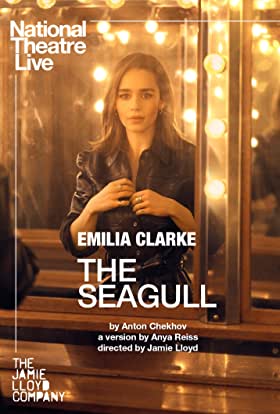 National
Theatre
Live
EMILIA CLARKE
THE
SEAGULL
by Anton Chekhov
a version by Anya Reiss
directed by Jamie Lloyd
THE
JAMIE
LLOYD
COMPANY